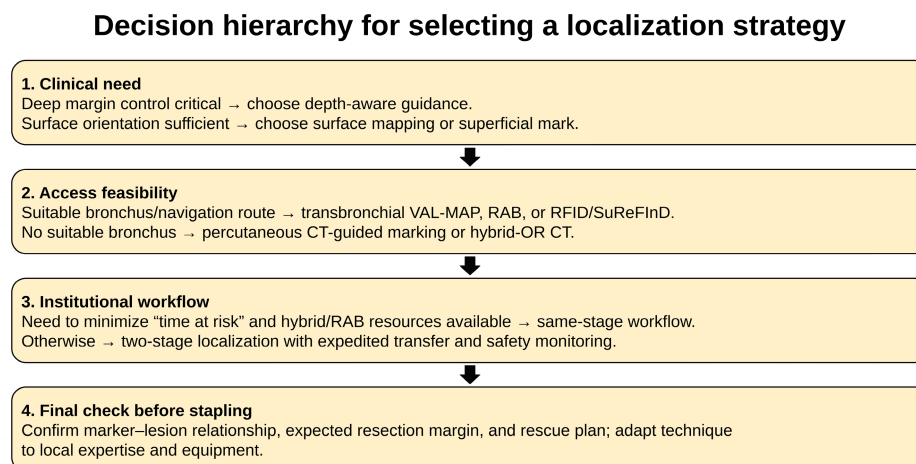 Decision hierarchy for selecting a localization strategy
1. Clinical need
Deep margin control critical → choose depth-aware guidance.
Surface orientation sufficient → choose surface mapping or superficial mark.
2. Access feasibility
Suitable bronchus/navigation route → transbronchial VAL-MAP, RAB, or RFID/SuReFInD.
No suitable bronchus → percutaneous CT-guided marking or hybrid-OR CT.
3. Institutional workflow
Need to minimize “time at risk” and hybrid/RAB resources available → same-stage workflow.
Otherwise → two-stage localization with expedited transfer and safety monitoring.
4. Final check before stapling
Confirm marker–lesion relationship, expected resection margin, and rescue plan; adapt technique
to local expertise and equipment.